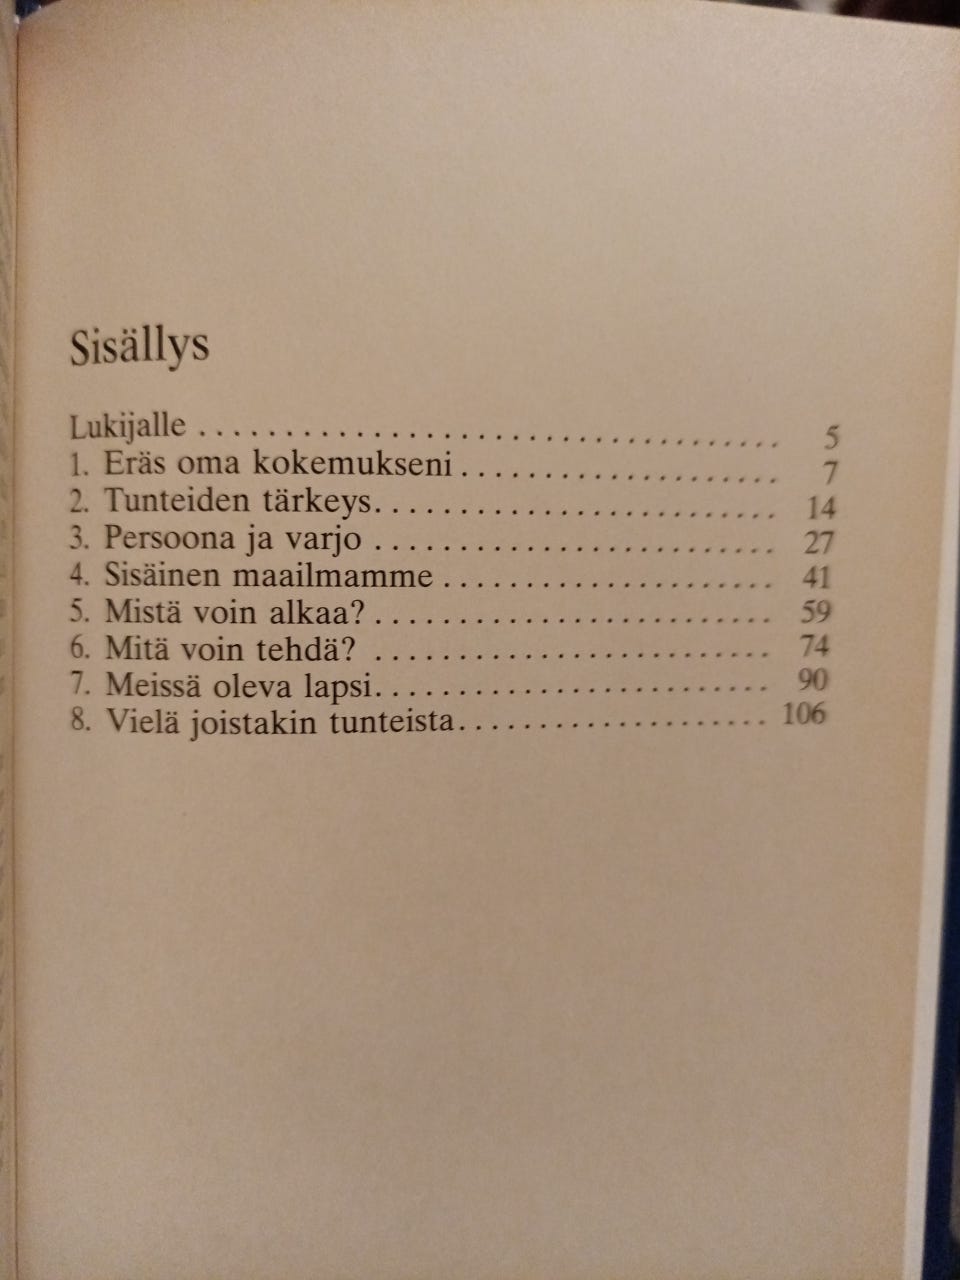 Sisällys
Lukijalle . . . . . . . . . . . . . . . . . . . . . . . . . . . . . . . . . . . . 5
1. Eräs oma kokemukseni . . . . . . . . . . . . . . . . . . . . 7
2. Tunteiden tärkeys. . . . . . . . . . . . . . . . . . . . . . . . . 14
3. Persoona ja varjo . . . . . . . . . . . . . . . . . . . . . . . . . 27
4. Sisäinen maailmamme . . . . . . . . . . . . . . . . . . . . . 41
5. Mistä voin alkaa? . . . . . . . . . . . . . . . . . . . . . . . . . 59
6. Mitä voin tehdä? . . . . . . . . . . . . . . . . . . . . . . . . . 74
7. Meissä oleva lapsi. . . . . . . . . . . . . . . . . . . . . . . . . 90
8. Vielä joistakin tunteista. . . . . . . . . . . . . . . . . . . . 106